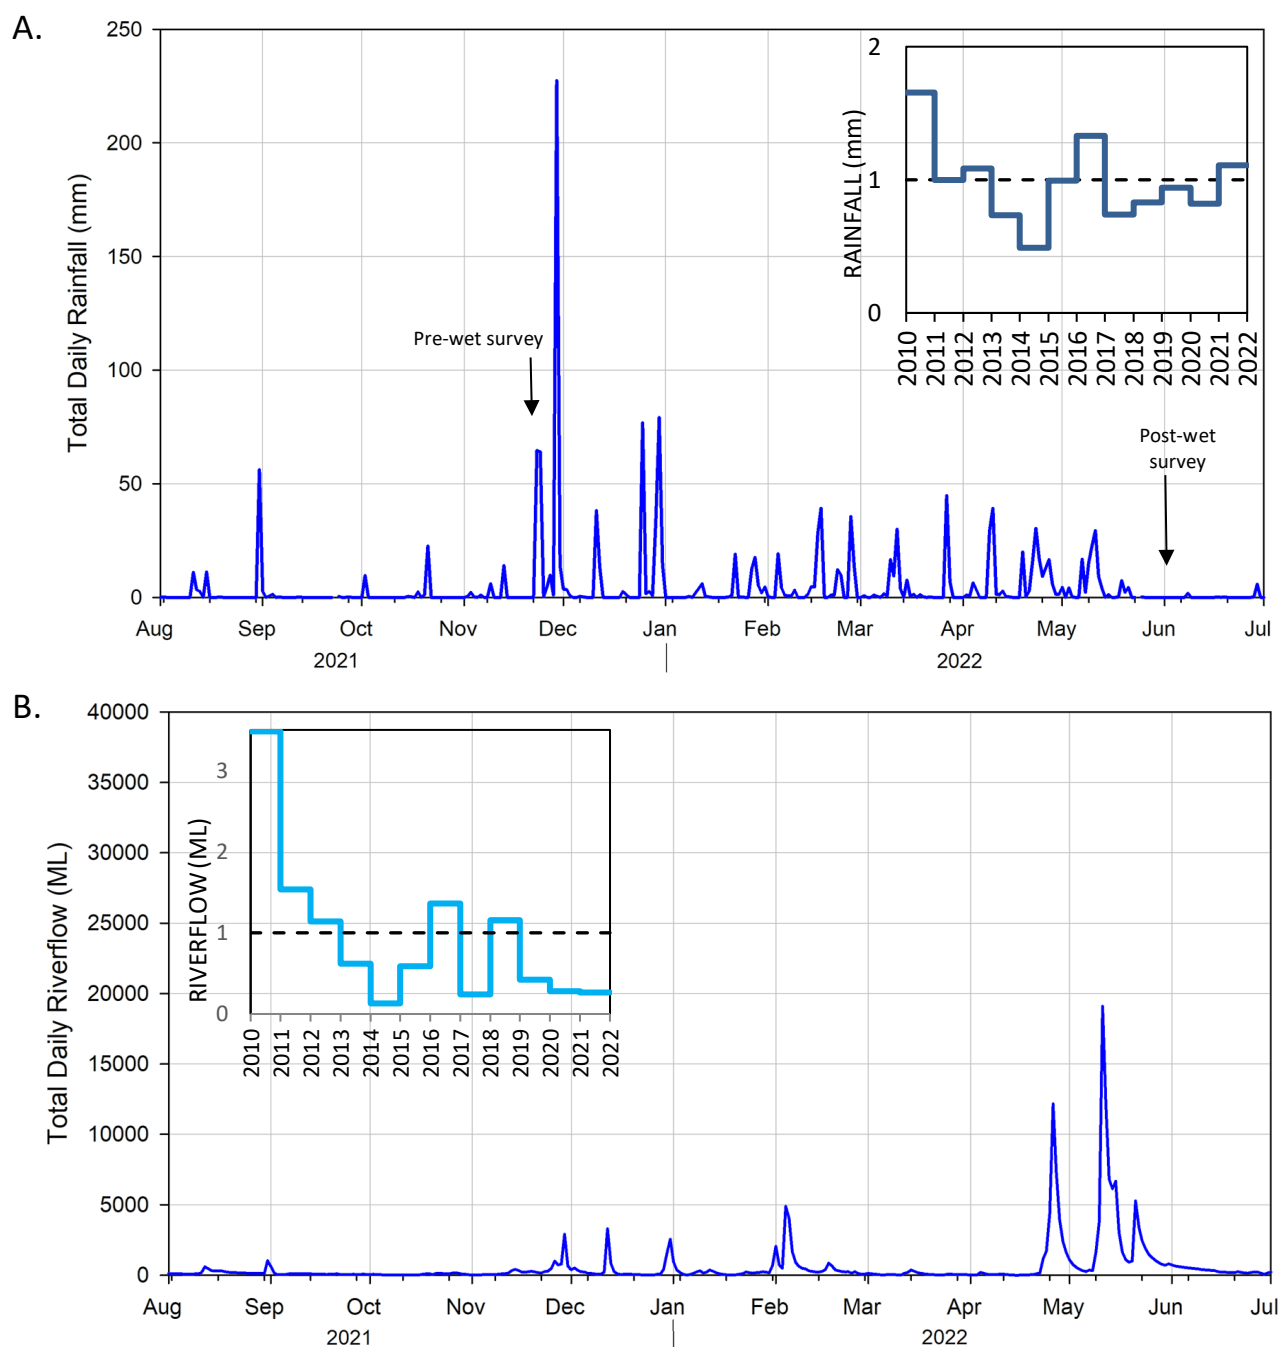 A.
250
200
150
100
50
0
Total Daily Rainfall (mm)
Pre-wet survey
Post-wet
survey
2
1
0
RAINFALL (mm)
2010 2011 2012 2013 2014 2015 2016 2017 2018 2019 2020 2021 2022
Aug Sep Oct Nov Dec Jan Feb Mar Apr May Jun Jul
2021 2022
B.
40000
35000
30000
25000
20000
15000
10000
5000
0
Total Daily Riverflow (ML)
3
2
1
0
RIVERFLOW (ML)
2010 2011 2012 2013 2014 2015 2016 2017 2018 2019 2020 2021 2022
Aug Sep Oct Nov Dec Jan Feb Mar Apr May Jun Jul
2021 2022